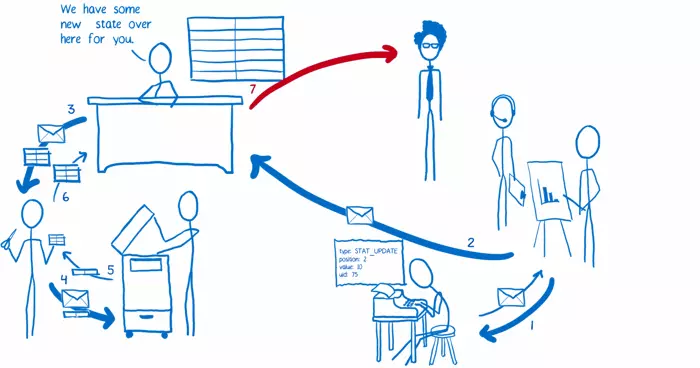 We have some
new state over
here for you.
7
3
6
2
type: STAT_UPDATE
position: 2
value: 10
uid: 75
5
4
1